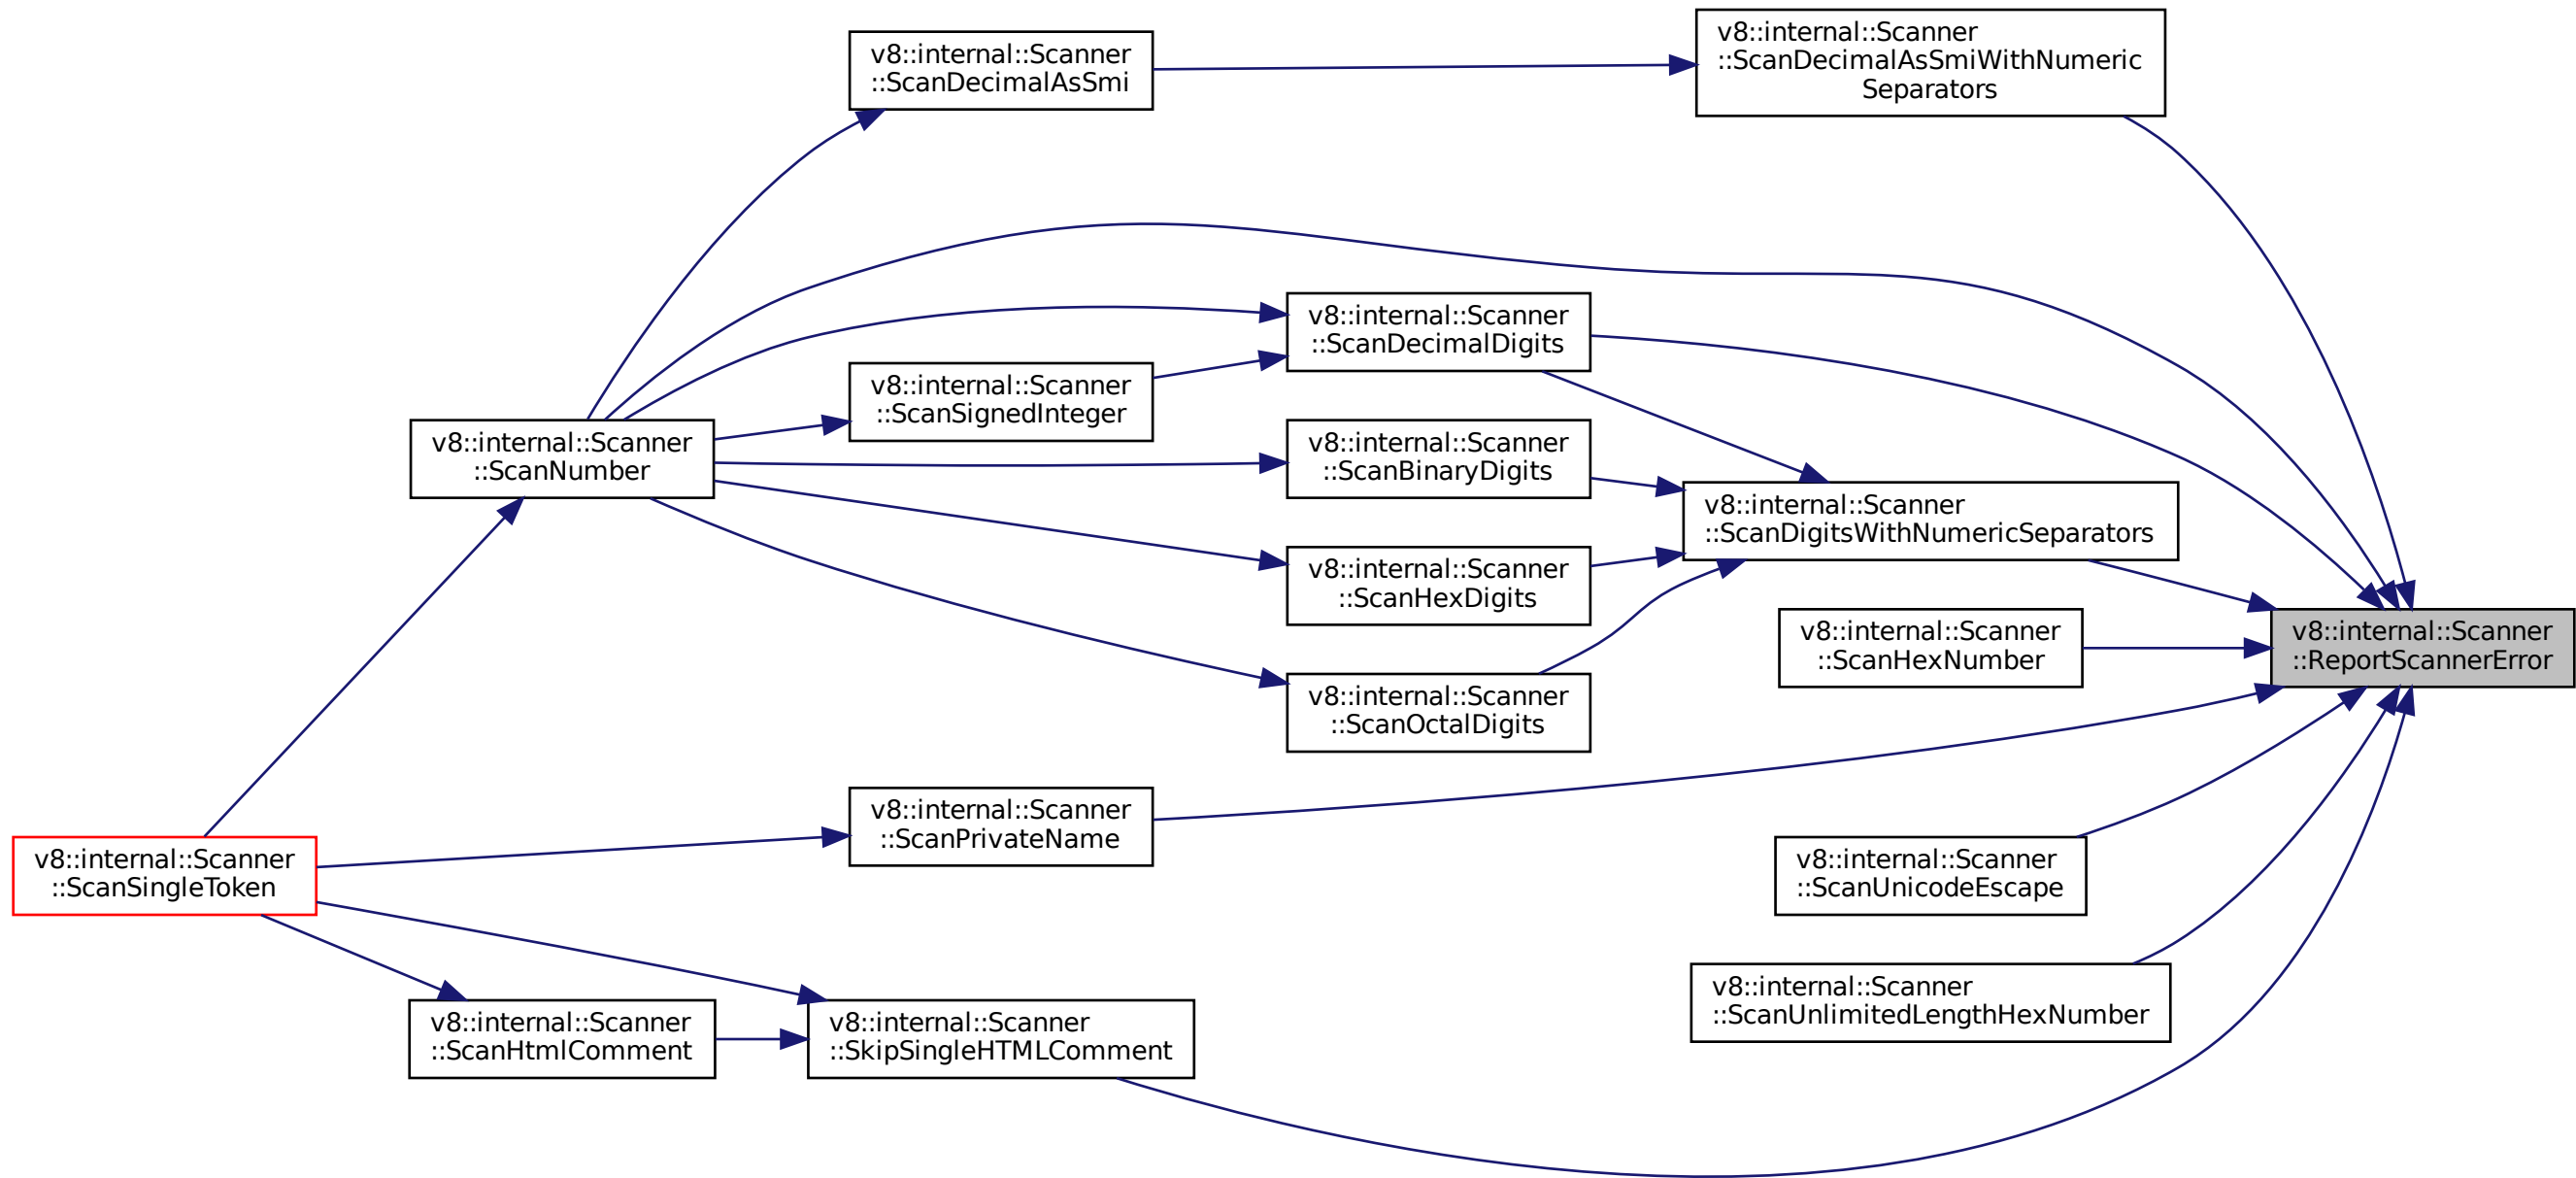 v8::internal::Scanner
::ScanDecimalAsSmiWithNumeric
Separators
v8::internal::Scanner
::ScanDecimalAsSmi
v8::internal::Scanner
::ScanDecimalDigits
v8::internal::Scanner
::ScanSignedInteger
v8::internal::Scanner
::ScanNumber
v8::internal::Scanner
::ScanBinaryDigits
v8::internal::Scanner
::ScanDigitsWithNumericSeparators
v8::internal::Scanner
::ScanHexDigits
v8::internal::Scanner
::ScanHexNumber
v8::internal::Scanner
::ReportScannerError
v8::internal::Scanner
::ScanOctalDigits
v8::internal::Scanner
::ScanPrivateName
v8::internal::Scanner
::ScanSingleToken
v8::internal::Scanner
::ScanUnicodeEscape
v8::internal::Scanner
::ScanUnlimitedLengthHexNumber
v8::internal::Scanner
::ScanHtmlComment
v8::internal::Scanner
::SkipSingleHTMLComment